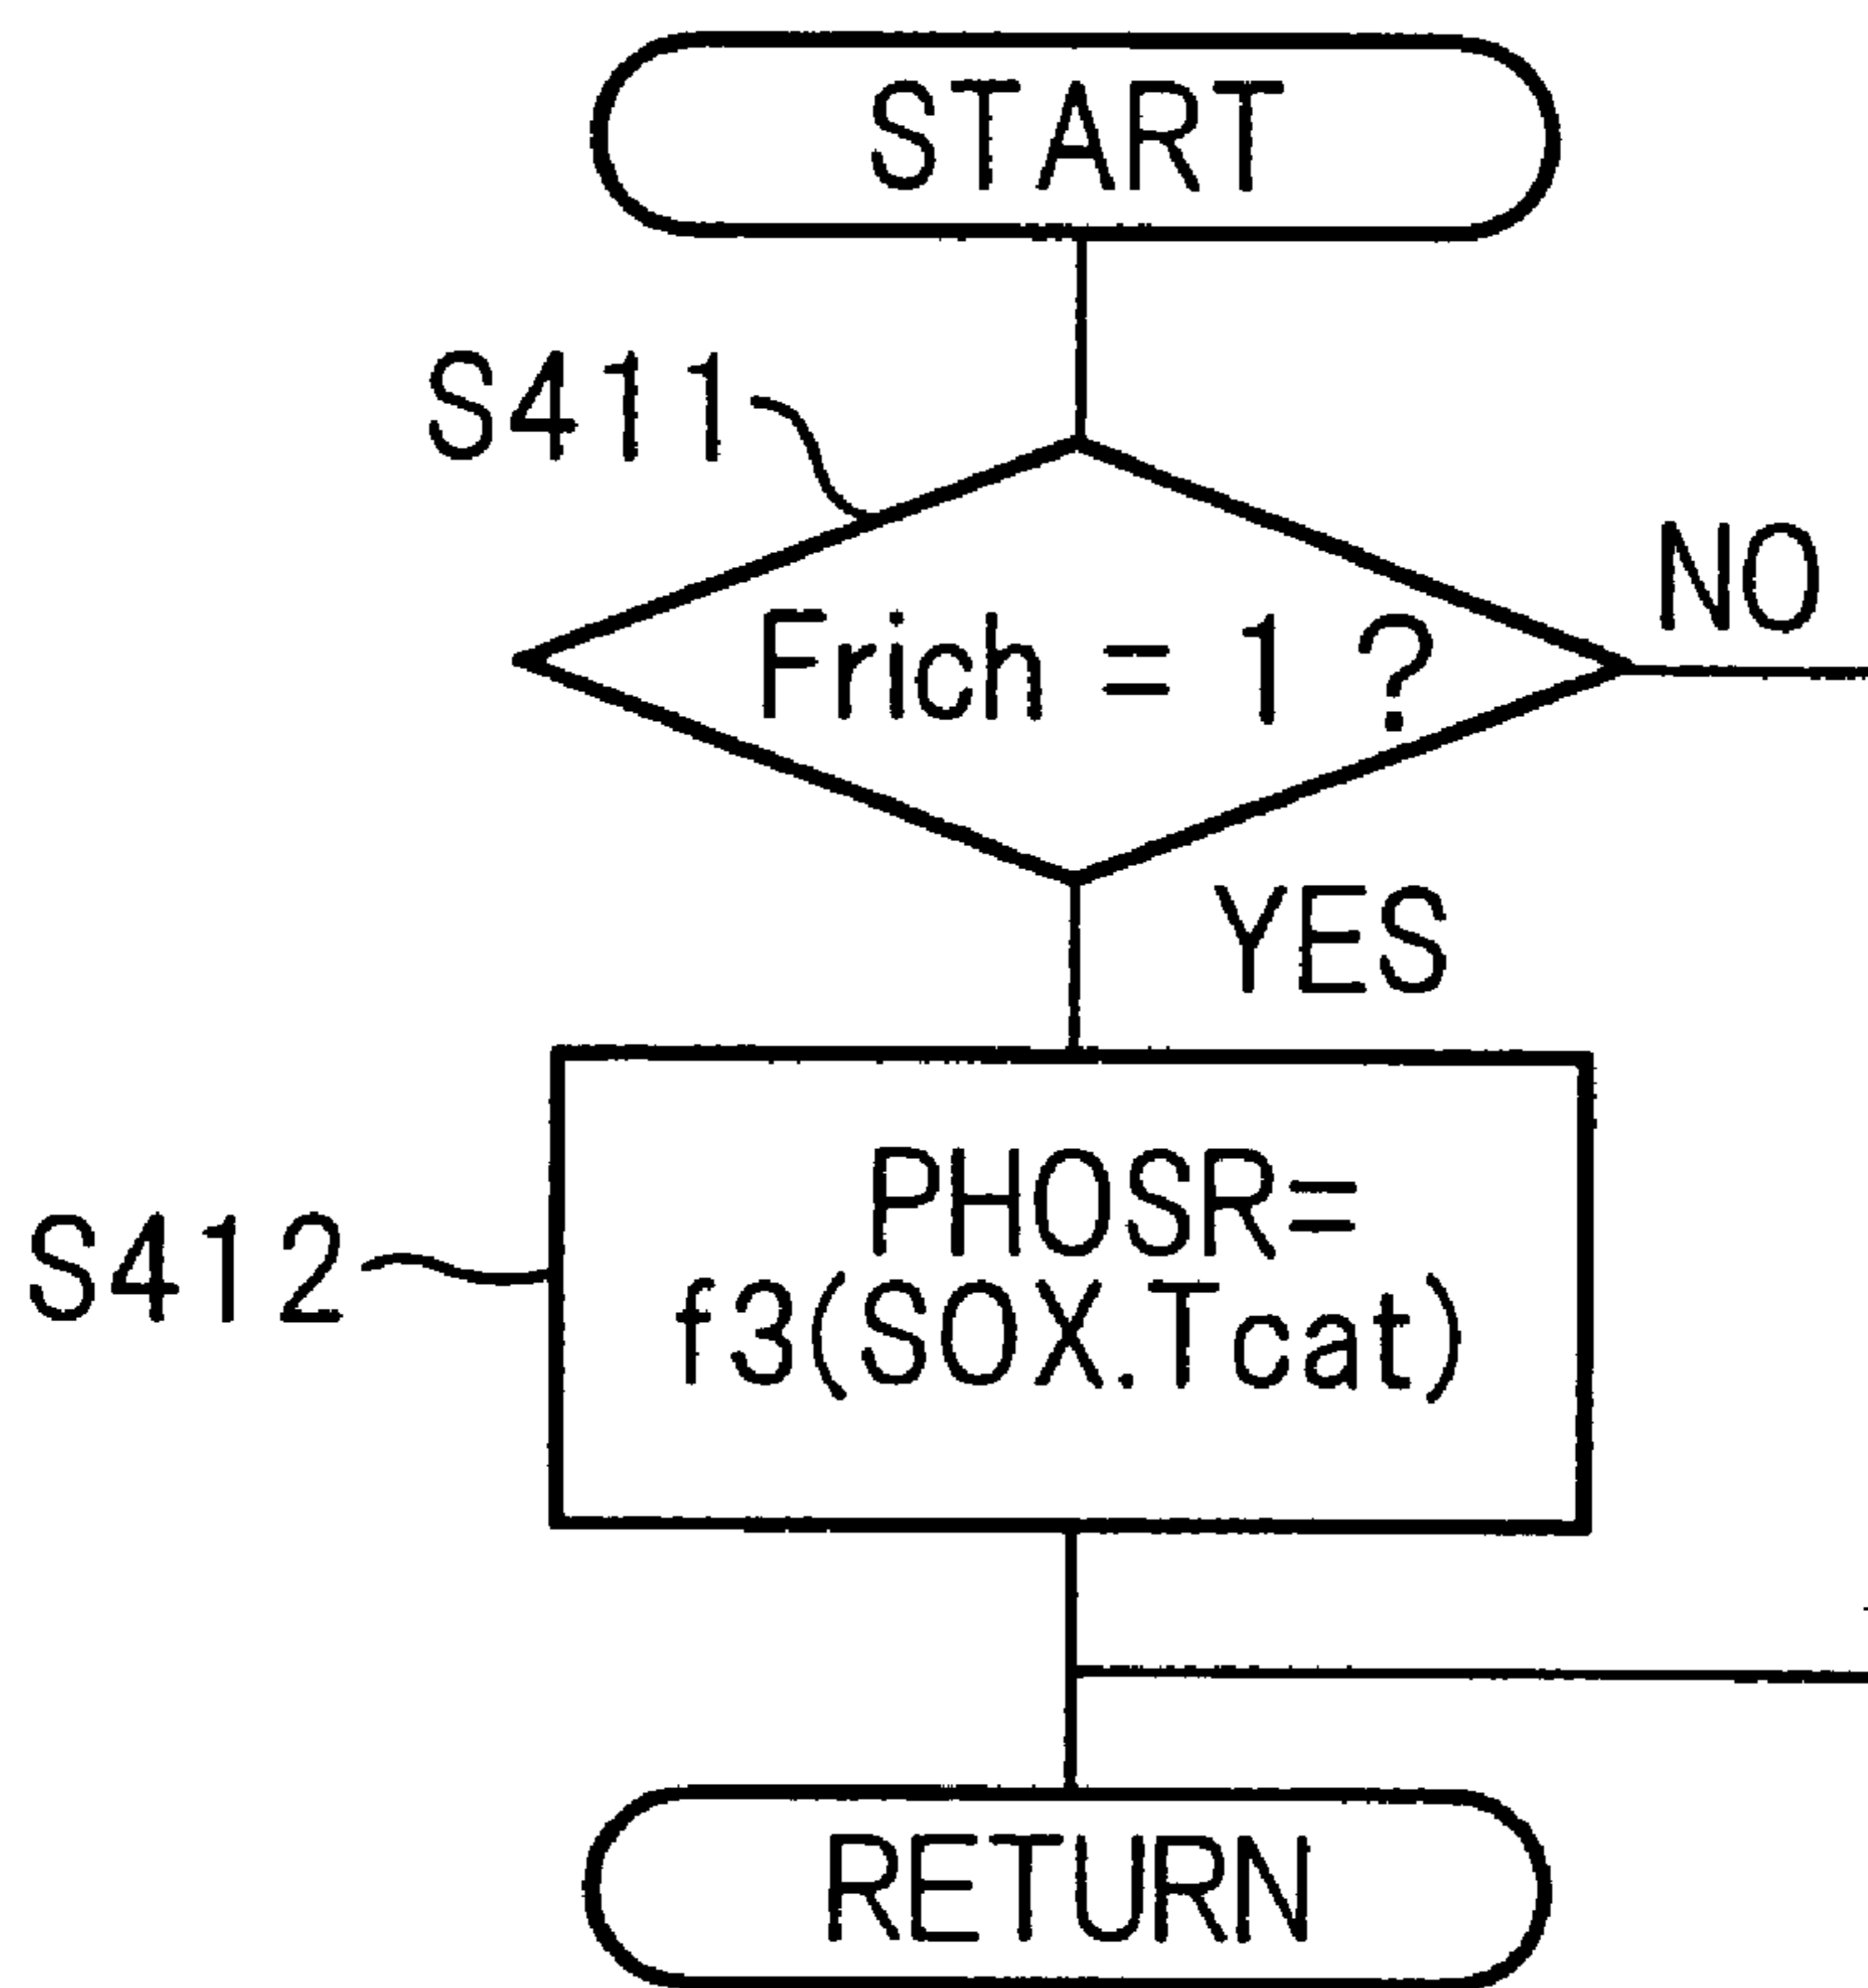 START
S411
NO
Frich = 1 ?
YES
PHOSR=
S412
f3(SOX.Tcat)
RETURN